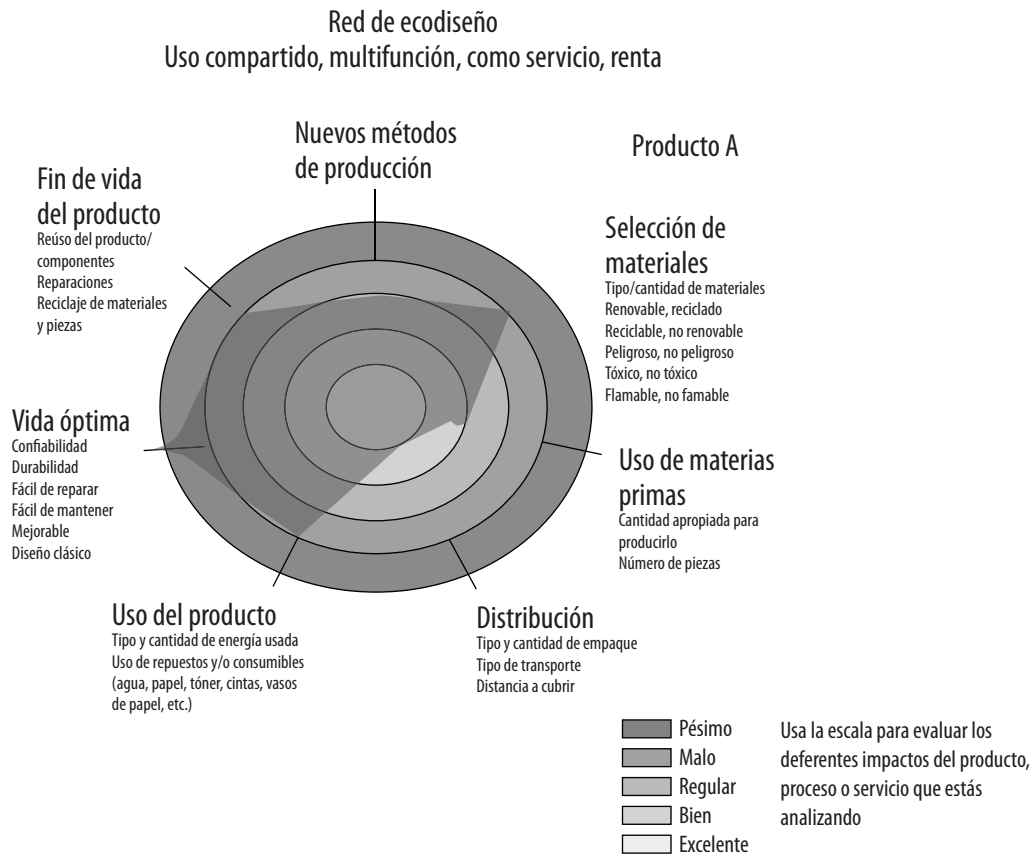 Red de ecodiseño
Uso compartido, multifunción, como servicio, renta
Nuevos métodos
de producción
Producto A
Fin de vida
del producto
Reúso del producto/
componentes
Reparaciones
Reciclaje de materiales
y piezas
Selección de
materiales
Tipo/cantidad de materiales
Renovable, reciclado
Reciclable, no renovable
Peligroso, no peligroso
Tóxico, no tóxico
Flamable, no famable
Vida óptima
Confiabilidad
Durabilidad
Fácil de reparar
Fácil de mantener
Mejorable
Diseño clásico
Uso de materias
primas
Cantidad apropiada para
producirlo
Número de piezas
Uso del producto
Tipo y cantidad de energía usada
Uso de repuestos y/o consumibles
(agua, papel, tóner, cintas, vasos
de papel, etc.)
Distribución
Tipo y cantidad de empaque
Tipo de transporte
Distancia a cubrir
Pésimo
Malo
Regular
Bien
Excelente
Usa la escala para evaluar los
deferentes impactos del producto,
proceso o servicio que estás
analizando